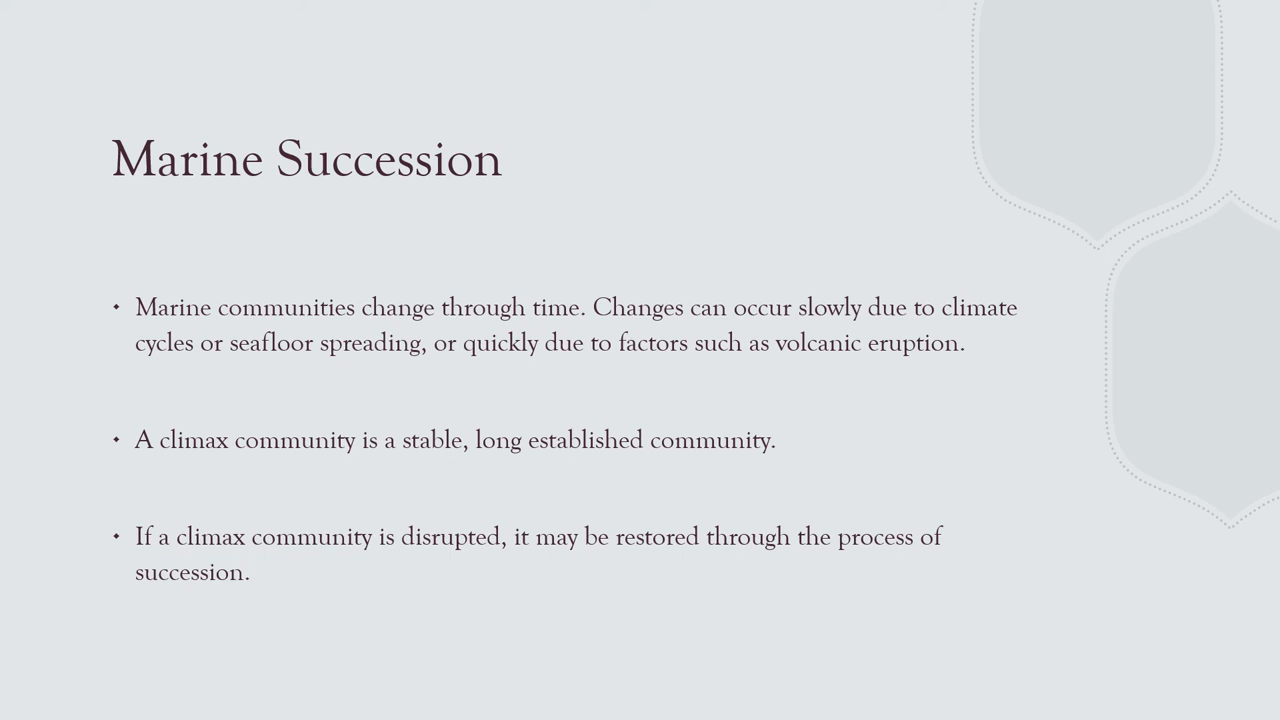 Marine Succession
• Marine communities change through time. Changes can occur slowly due to climate
cycles or seafloor spreading, or quickly due to factors such as volcanic eruption.
• A climax community is a stable, long established community.
• If a climax community is disrupted, it may be restored through the process of
succession.